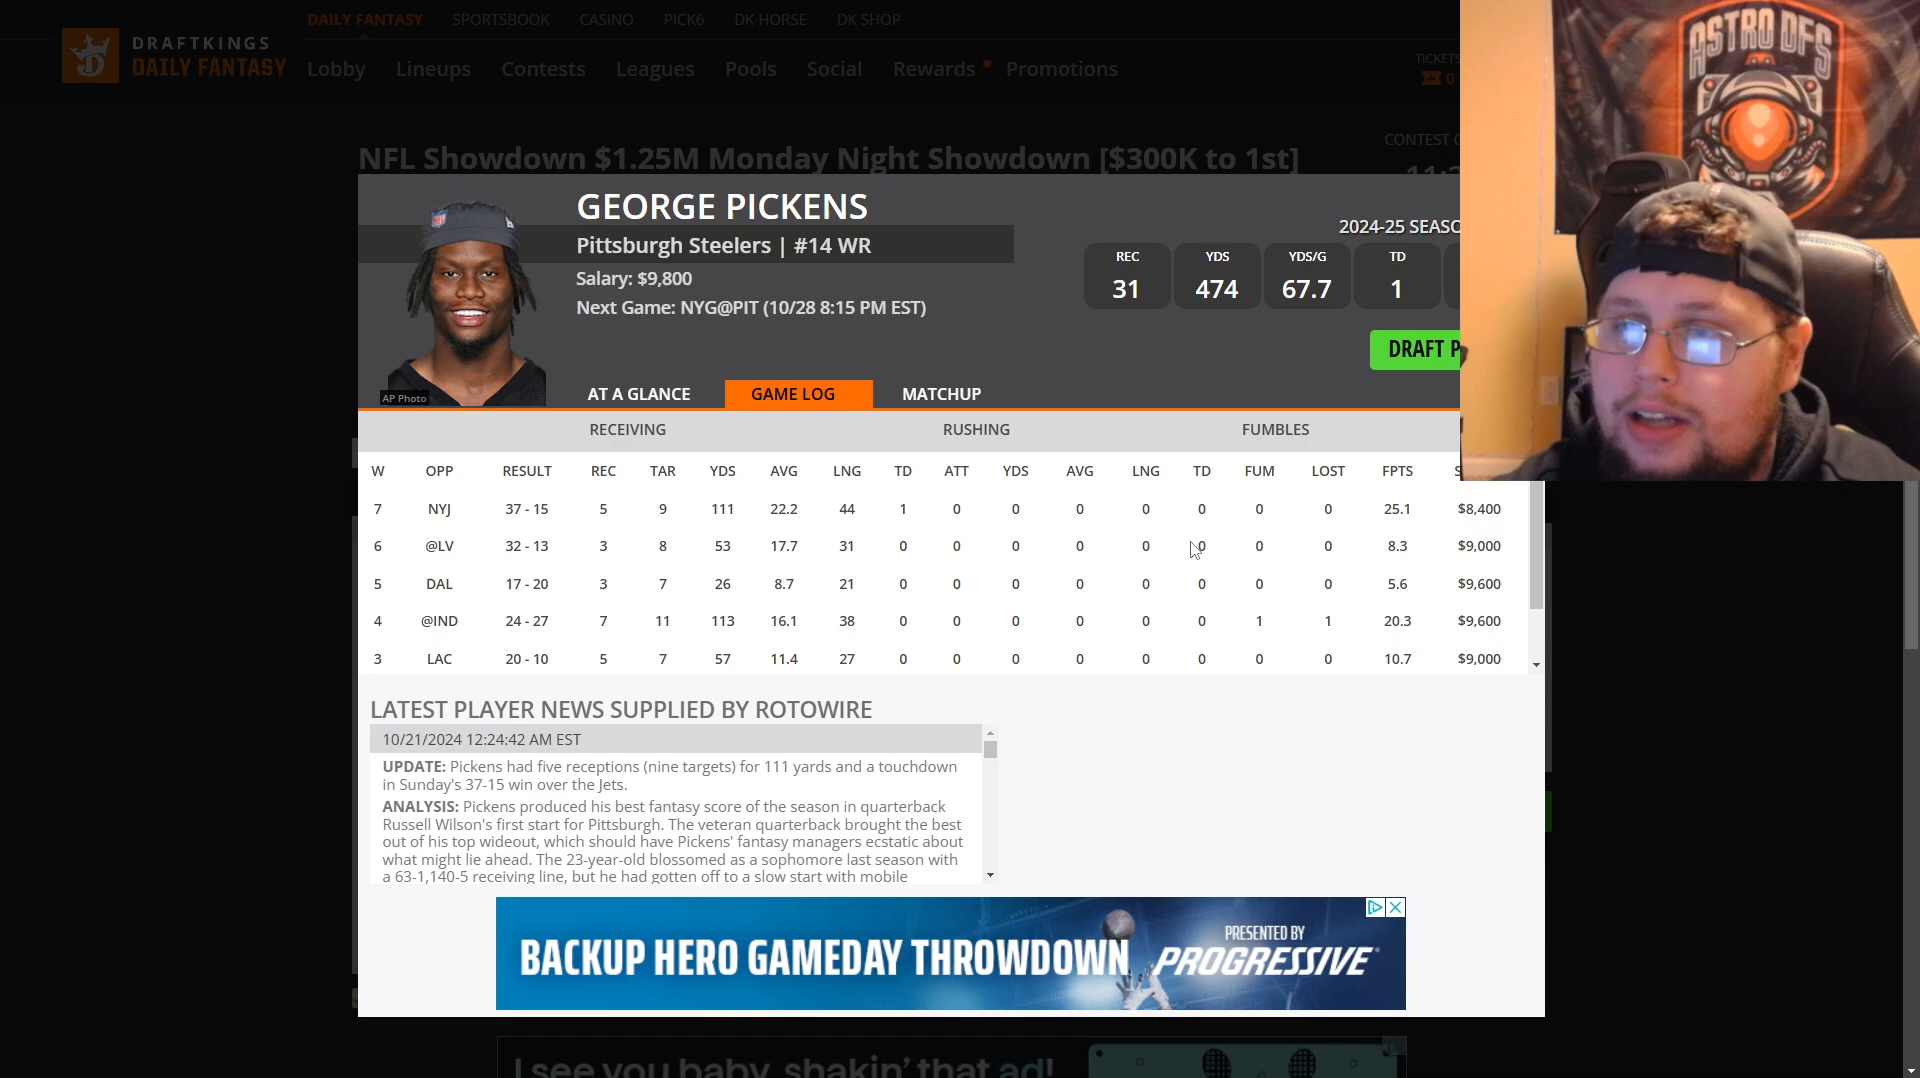 DAILY FANTASY SPORTSBOOK CASINO PICK6 DK HORSE DK SHOP
DRAFTKINGS
DAILY FANTASY
Lobby Lineups Contests Leagues Pools Social Rewards Promotions
TICKETS
0
CONTEST
NFL Showdown $1.25M Monday Night Showdown [$300K to 1st]
ASTRO DFS
GEORGE PICKENS
Pittsburgh Steelers | #14 WR
Salary: $9,800
Next Game: NYG@PIT (10/28 8:15 PM EST)
2024-25 SEASO
REC YDS YDS/G TD
31 474 67.7 1
DRAFT P
AP Photo
AT A GLANCE GAME LOG MATCHUP
RECEIVING RUSHING FUMBLES
W OPP RESULT REC TAR YDS AVG LNG TD ATT YDS AVG LNG TD FUM LOST FPTS S
7 NYJ 37 - 15 5 9 111 22.2 44 1 0 0 0 0 0 0 0 25.1 $8,400
6 @LV 32 - 13 3 8 53 17.7 31 0 0 0 0 0 0 0 0 8.3 $9,000
5 DAL 17 - 20 3 7 26 8.7 21 0 0 0 0 0 0 0 0 5.6 $9,600
4 @IND 24 - 27 7 11 113 16.1 38 0 0 0 0 0 0 1 1 20.3 $9,600
3 LAC 20 - 10 5 7 57 11.4 27 0 0 0 0 0 0 0 0 10.7 $9,000
LATEST PLAYER NEWS SUPPLIED BY ROTOWIRE
10/21/2024 12:24:42 AM EST
UPDATE: Pickens had five receptions (nine targets) for 111 yards and a touchdown
in Sunday's 37-15 win over the Jets.
ANALYSIS: Pickens produced his best fantasy score of the season in quarterback
Russell Wilson's first start for Pittsburgh. The veteran quarterback brought the best
out of his top wideout, which should have Pickens' fantasy managers ecstatic about
what might lie ahead. The 23-year-old blossomed as a sophomore last season with
a 63-1,140-5 receiving line, but he had gotten off to a slow start with mobile
BACKUP HERO GAMEDAY THROWDOWN
PRESENTED BY
PROGRESSIVE
I see you baby, shakin' that ad!